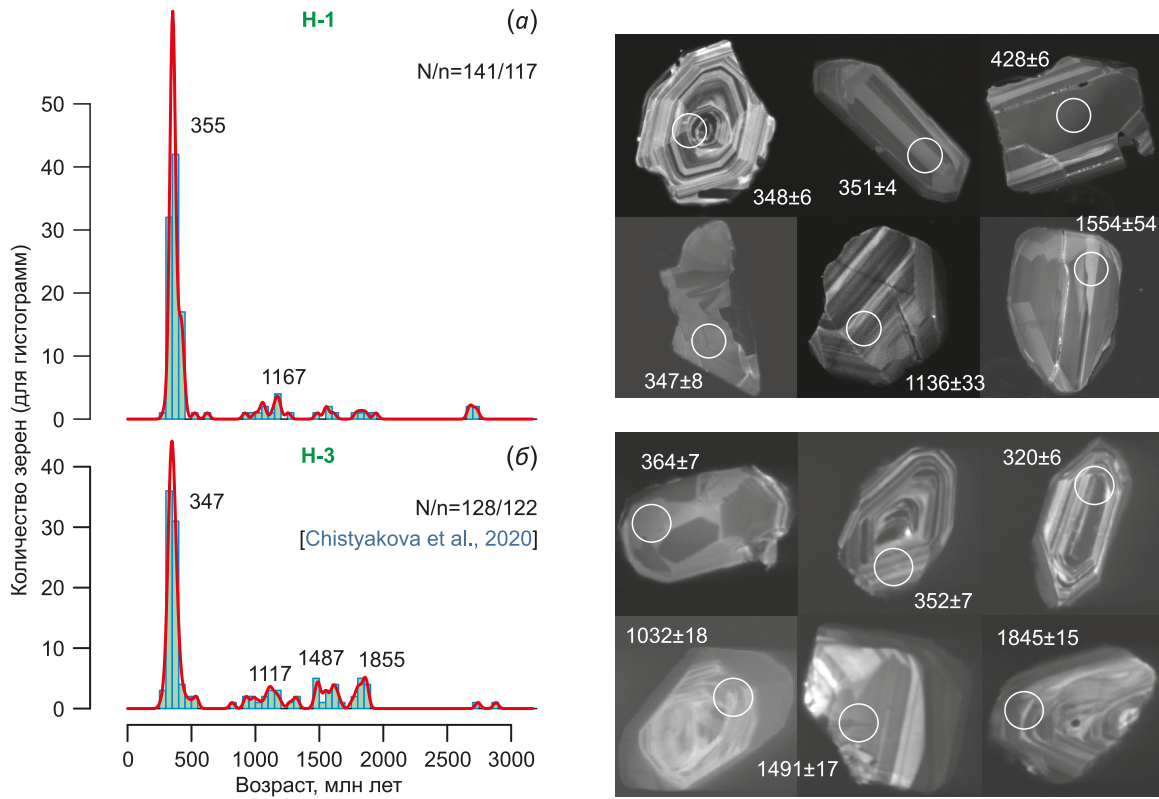 H-1
(а)
N/n=141/117
355
1167
50
40
30
20
10
0
Количество зерен (для гистограмм)
H-3
(б)
N/n=128/122
[Chistyakova et al., 2020]
347
1117
1487
1855
40
30
20
10
0
0 500 1000 1500 2000 2500 3000
Возраст, млн лет
348±6
351±4
428±6
347±8
1136±33
1554±54
364±7
352±7
320±6
1032±18
1491±17
1845±15